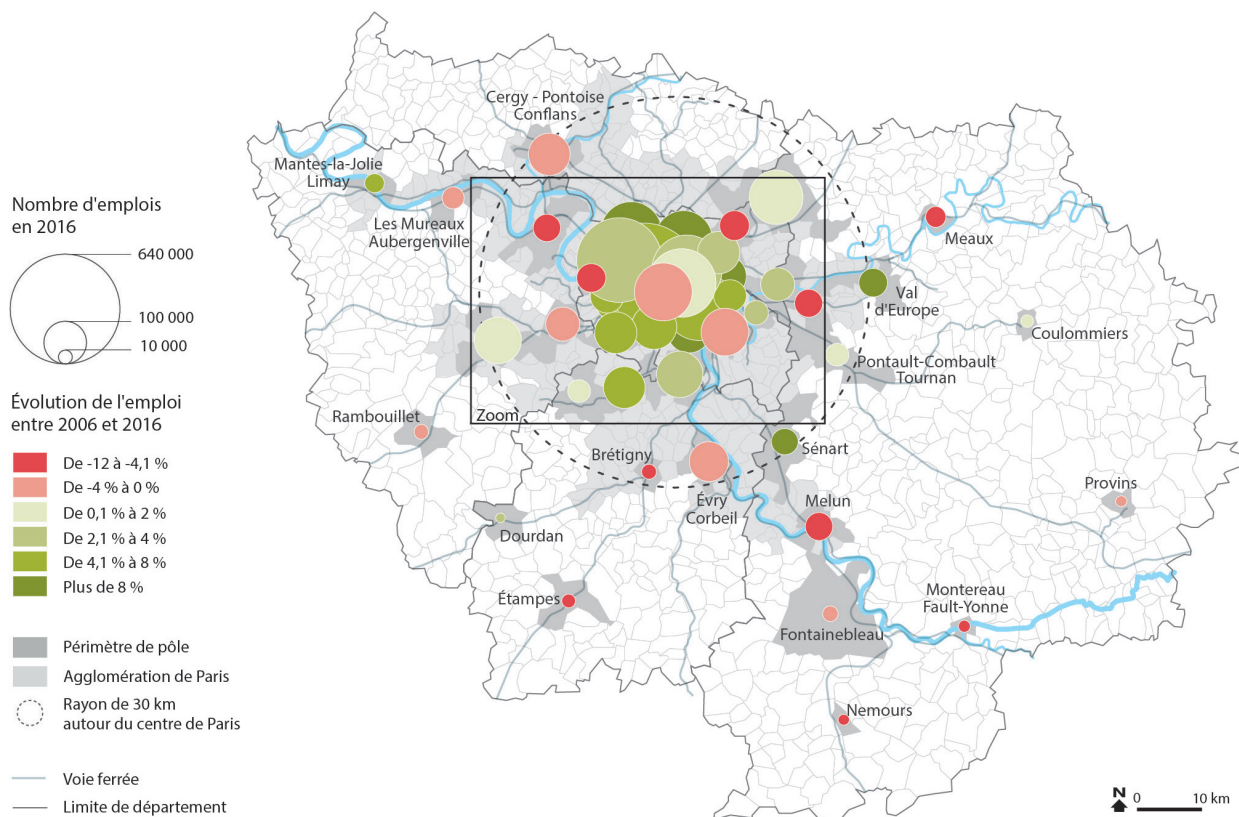 Nombre d'emplois
en 2016
640 000
100 000
10 000
Évolution de l'emploi
entre 2006 et 2016
De -12 à -4,1 %
De -4 % à 0 %
De 0,1 % à 2 %
De 2,1 % à 4 %
De 4,1 % à 8 %
Plus de 8 %
Périmètre de pôle
Agglomération de Paris
Rayon de 30 km
autour du centre de Paris
Voie ferrée
Limite de département
Cergy - Pontoise
Conflans
Mantes-la-Jolie
Limay
Les Mureaux
Aubergenville
Meaux
Val
d'Europe
Coulommiers
Pontault-Combault
Tournan
Rambouillet
Zoom
Brétigny
Sénart
Évry
Corbeil
Melun
Provins
Dourdan
Étampes
Montereau
Fault-Yonne
Fontainebleau
Nemours
N
0 10 km